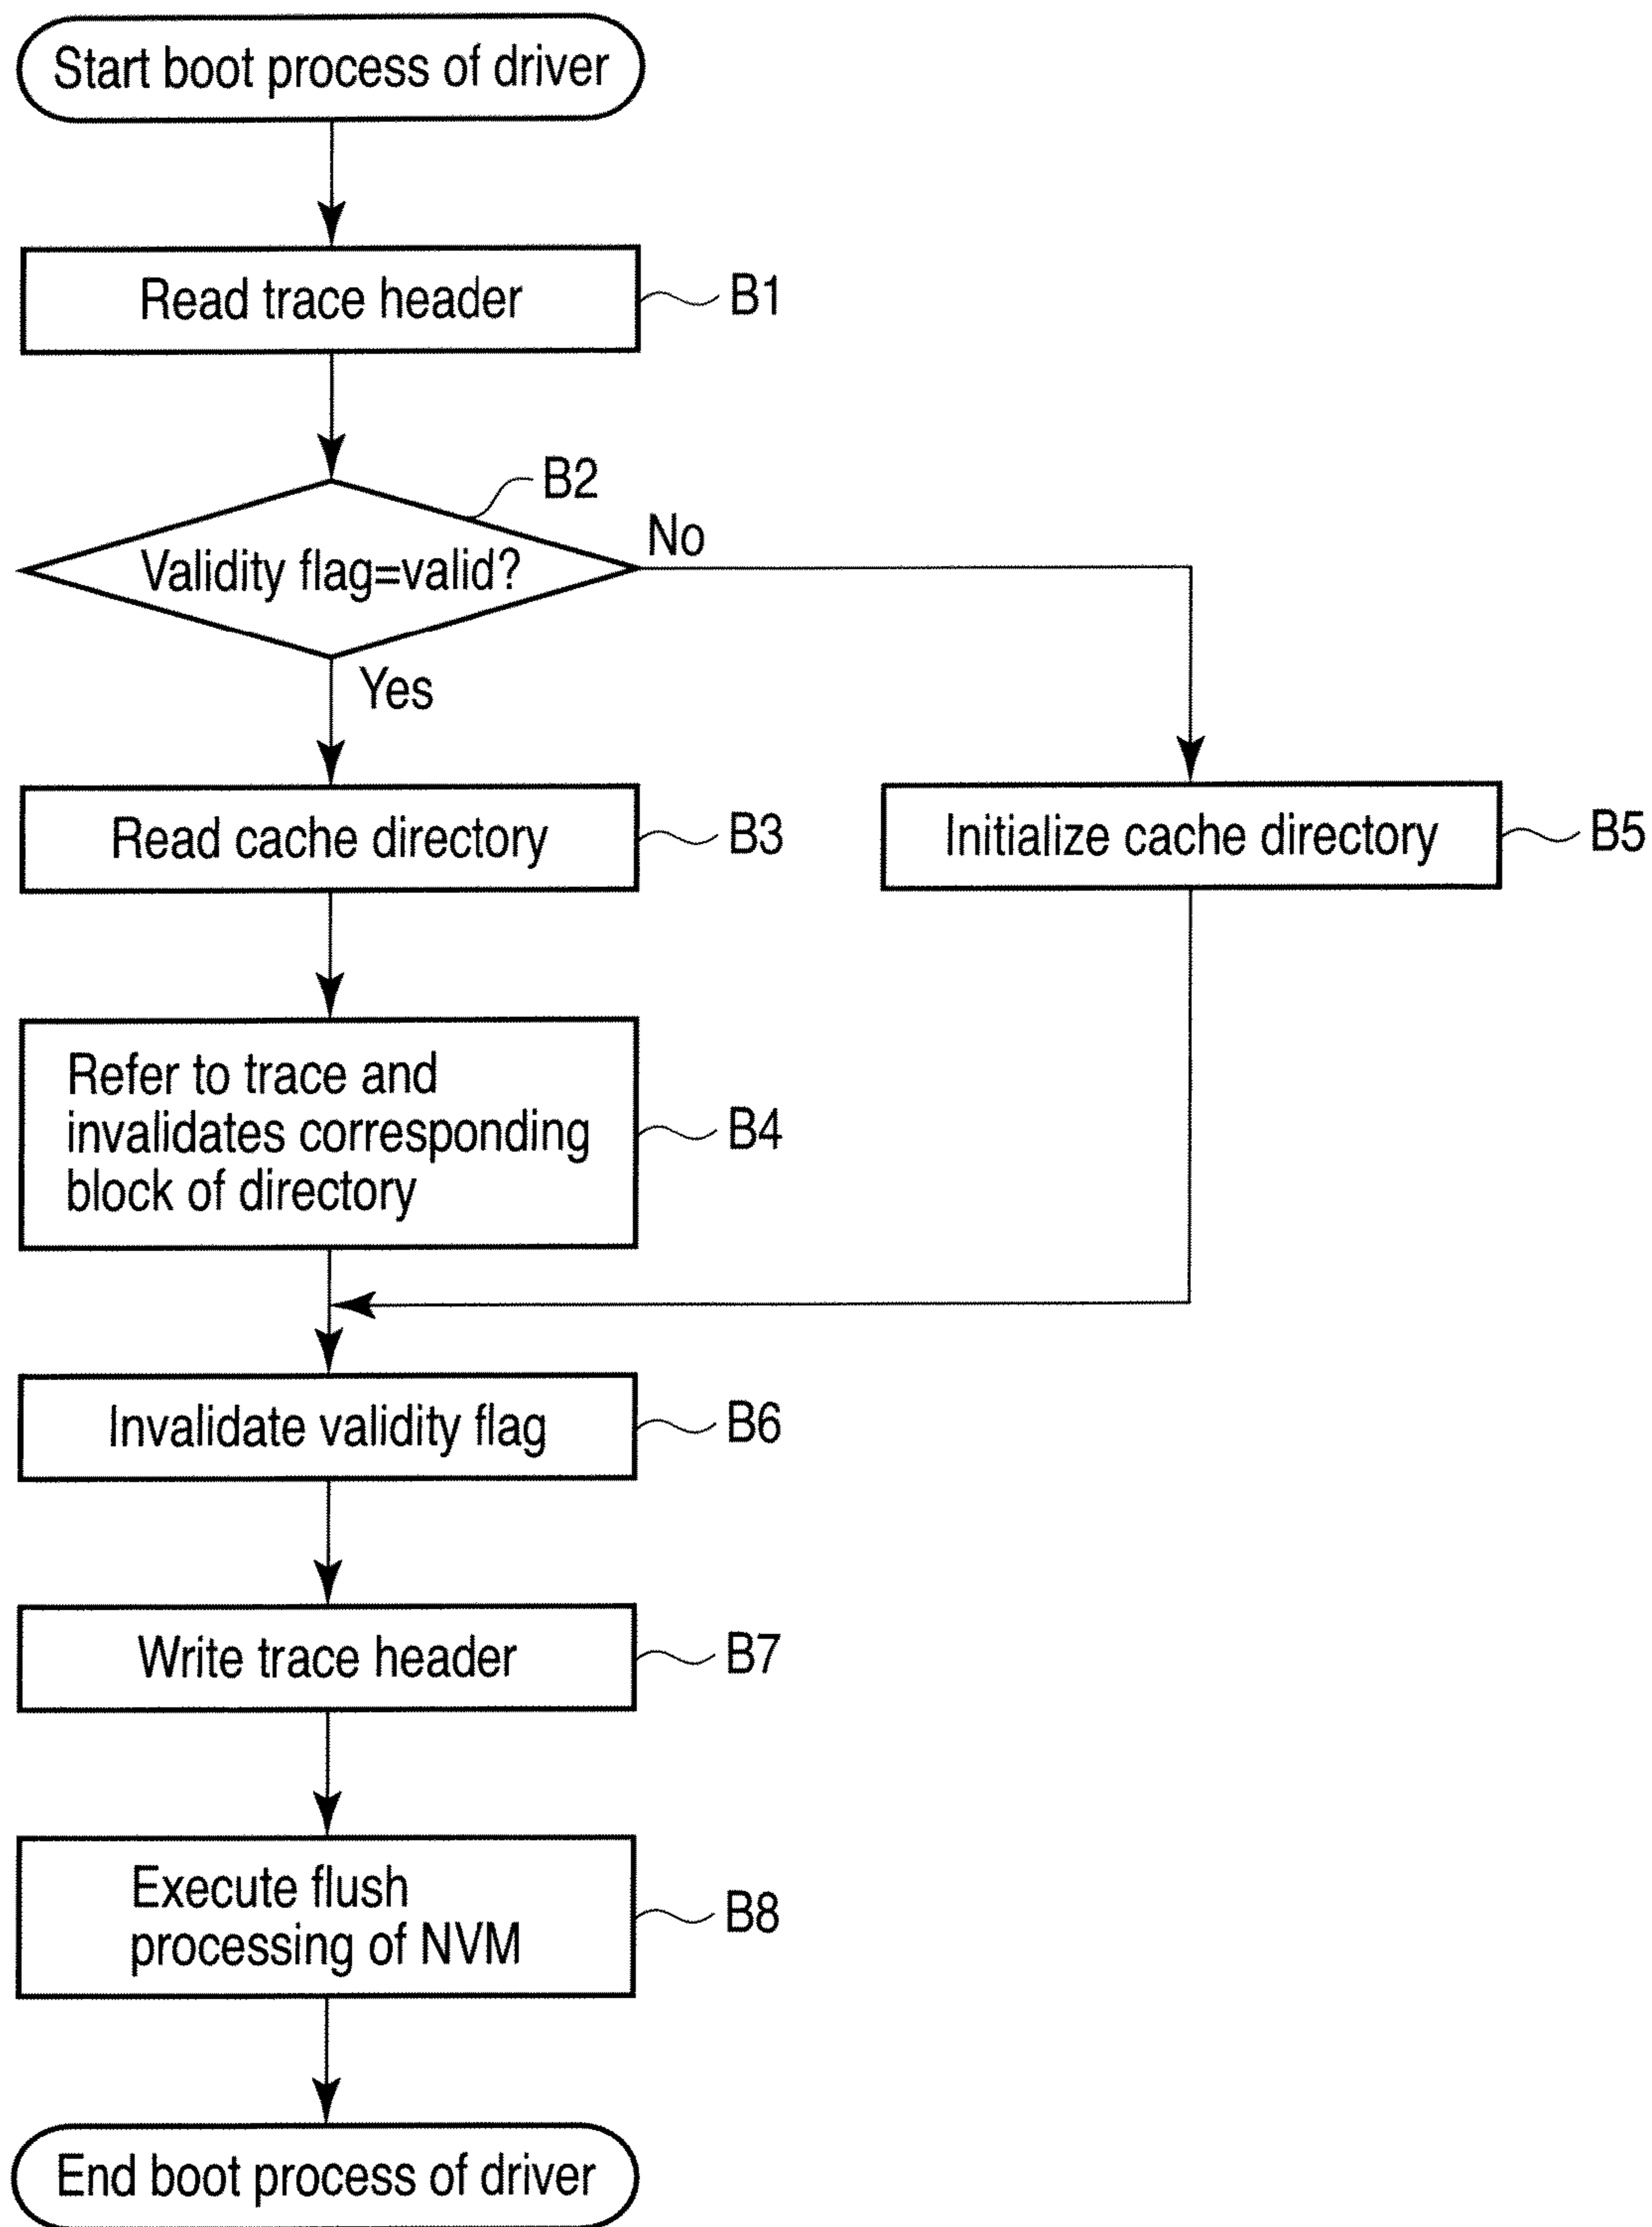 Start boot process of driver
Read trace header
B1
B2
Validity flag=valid?
No
Yes
Read cache directory
B3
Initialize cache directory
B5
Refer to trace and
invalidates corresponding
block of directory
B4
Invalidate validity flag
B6
Write trace header
B7
Execute flush
processing of NVM
B8
End boot process of driver